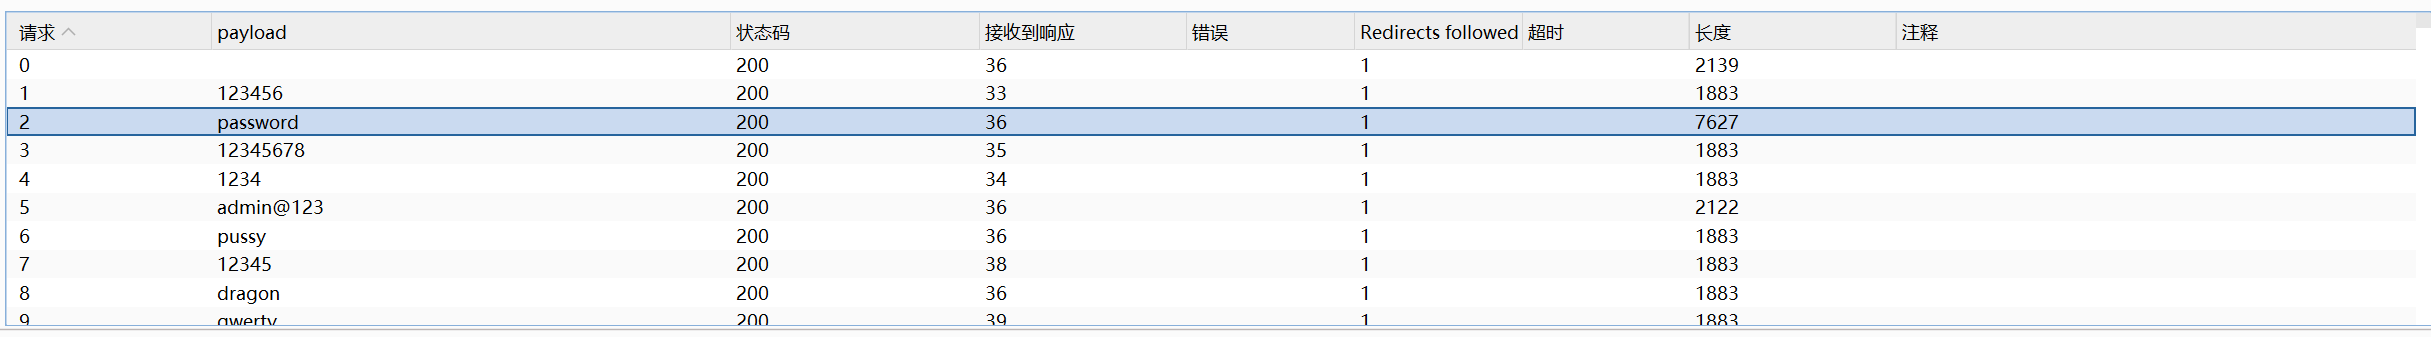 请求 payload 状态码 接收到响应 错误 Redirects followed 超时 长度 注释
0 200 36 1 2139
1 123456 200 33 1 1883
2 password 200 36 1 7627
3 12345678 200 35 1 1883
4 1234 200 34 1 1883
5 admin@123 200 36 1 2122
6 pussy 200 36 1 1883
7 12345 200 38 1 1883
8 dragon 200 36 1 1883
9 qwerty 200 39 1 1883